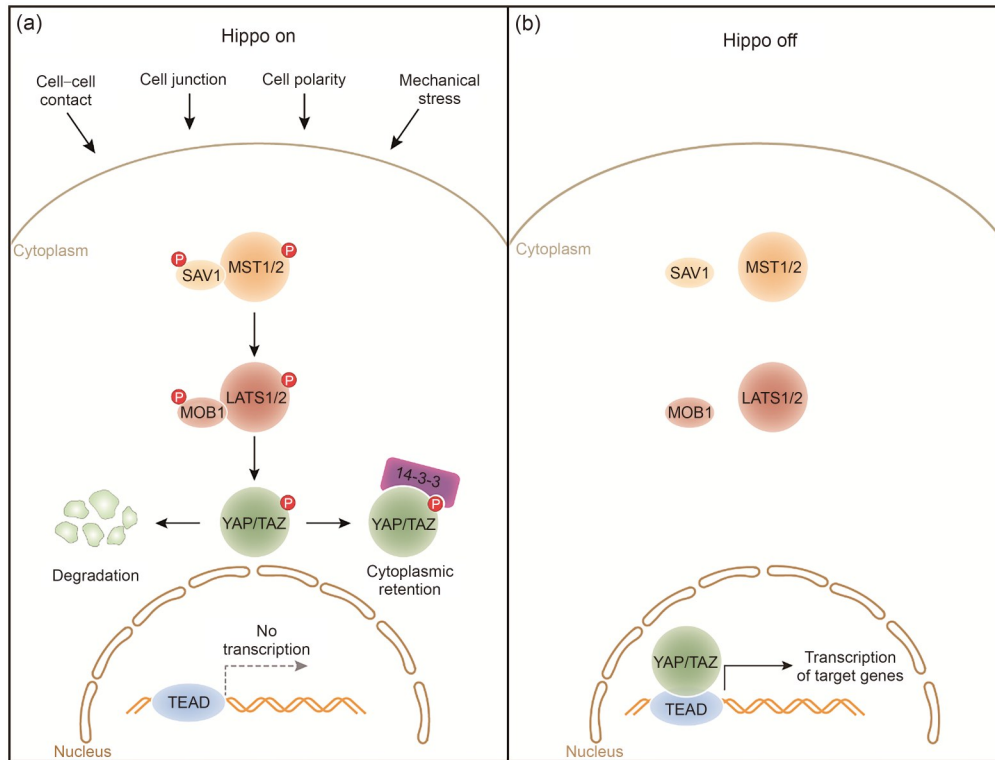 (a)
Hippo on
Cell–cell
contact
Cell junction
Cell polarity
Mechanical
stress
Cytoplasm
P
SAV1
MST1/2
P
P
MOB1
LATS1/2
P
14-3-3
YAP/TAZ
P
YAP/TAZ
P
Degradation
Cytoplasmic
retention
No
transcription
TEAD
Nucleus
(b)
Hippo off
Cytoplasm
SAV1
MST1/2
MOB1
LATS1/2
YAP/TAZ
TEAD
Transcription
of target genes
Nucleus